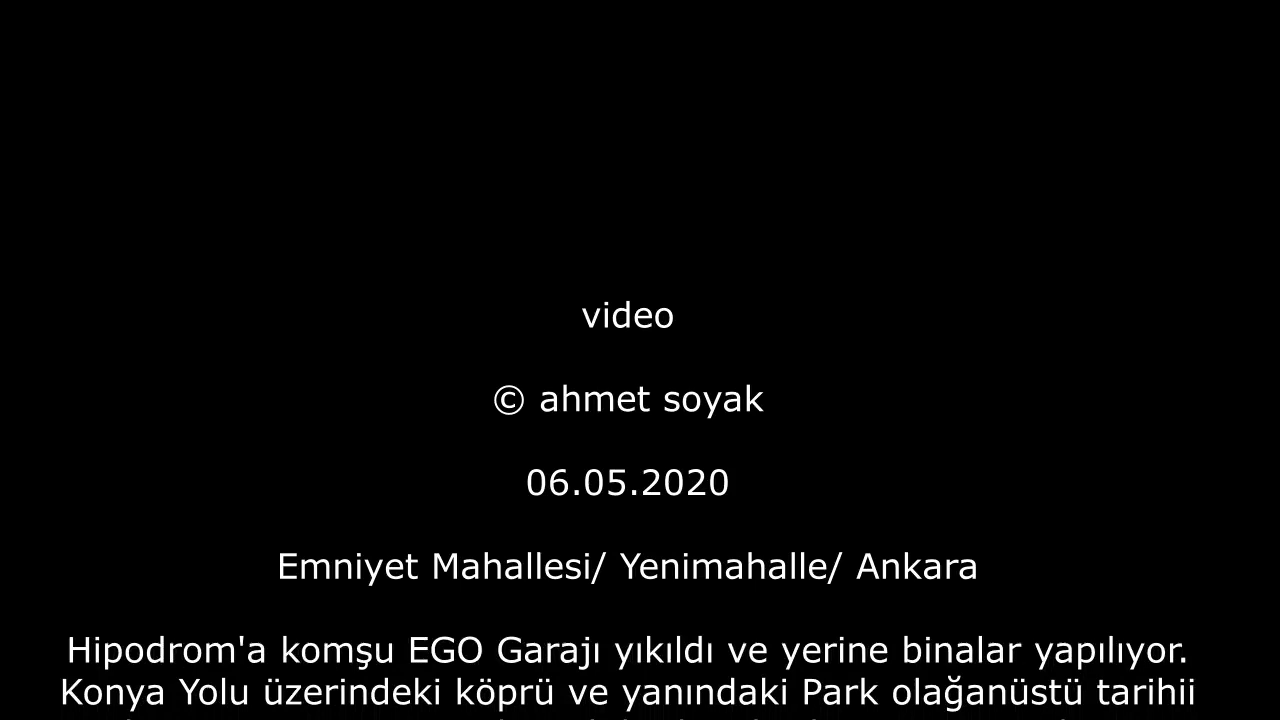 video
© ahmet soyak
06.05.2020
Emniyet Mahallesi/ Yenimahalle/ Ankara
Hipodrom'a komşu EGO Garajı yıkıldı ve yerine binalar yapılıyor.
Konya Yolu üzerindeki köprü ve yanındaki Park olağanüstü tarihii